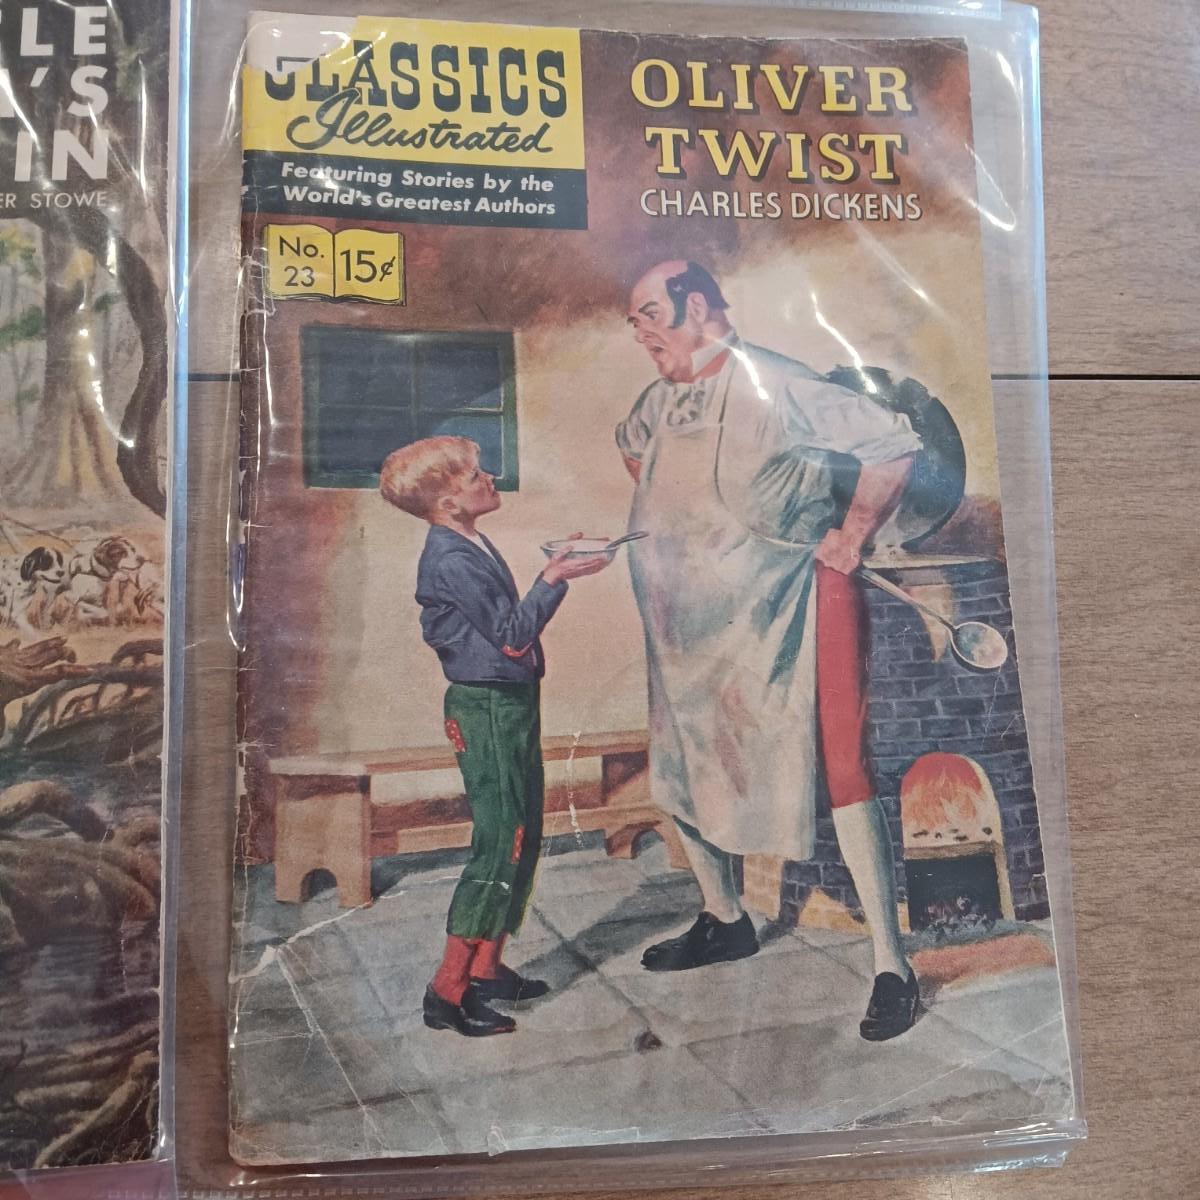 LE
'S
IN
ER STOWE
CLASSICS
Illustrated
Featuring Stories by the
World's Greatest Authors
No.
23
15¢
OLIVER
TWIST
CHARLES DICKENS